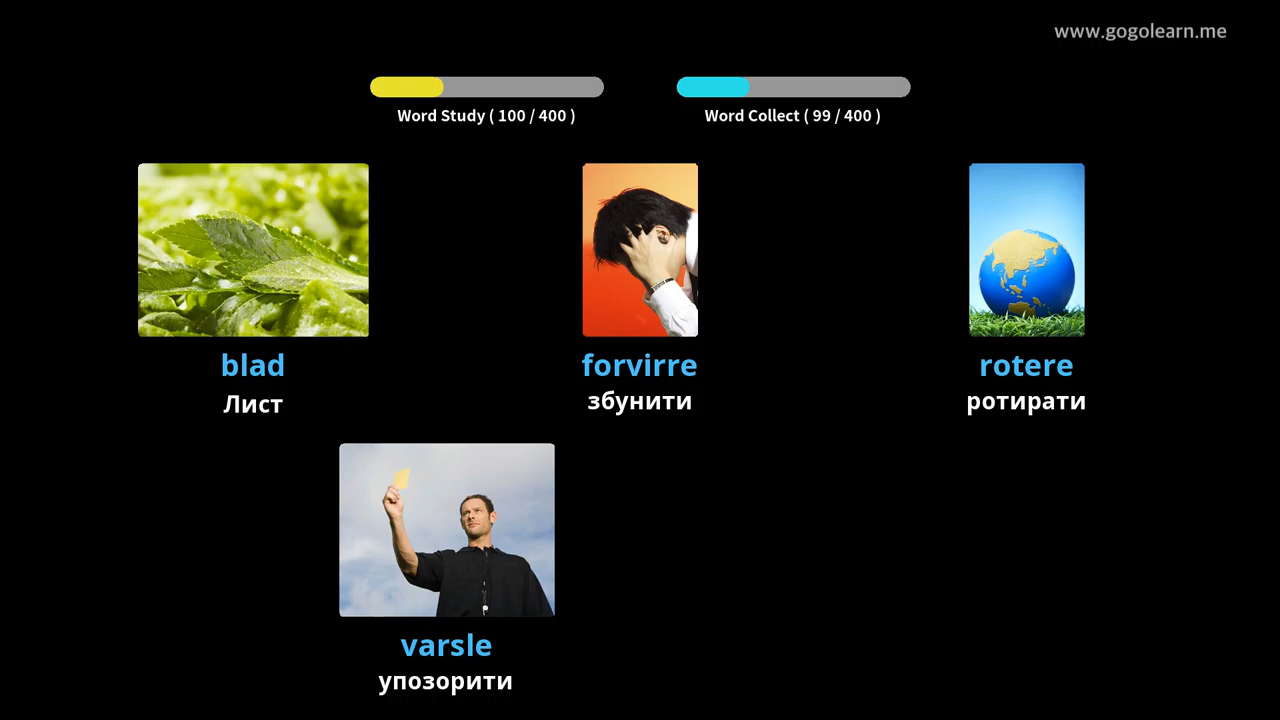 www.gogolearn.me
Word Study ( 100 / 400 )
Word Collect ( 99 / 400 )
blad
Лист
forvirre
збунити
rotere
ротирати
varsle
упозорити